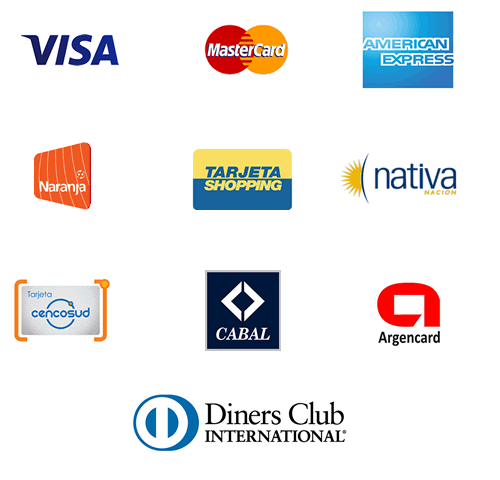 VISA
MasterCard
AMERICAN
EXPRESS
Naranja
TARJETA
SHOPPING
nativa
NACION
Tarjeta
cencosud
CABAL
Argencard
Diners Club
INTERNATIONAL®